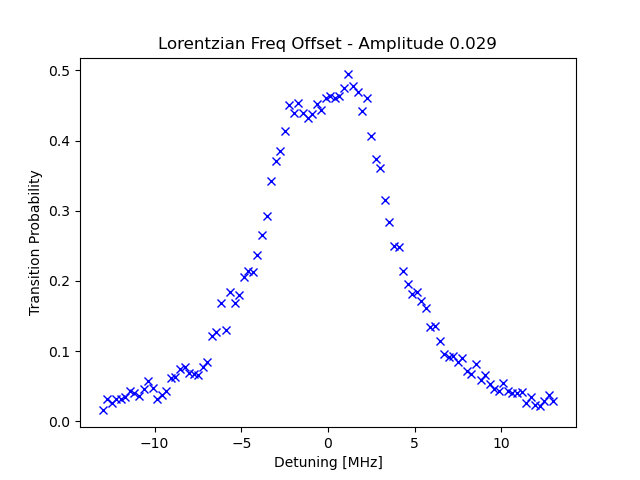 Lorentzian Freq Offset - Amplitude 0.029
Transition Probability
0.5
0.4
0.3
0.2
0.1
0.0
−10 −5 0 5 10
Detuning [MHz]